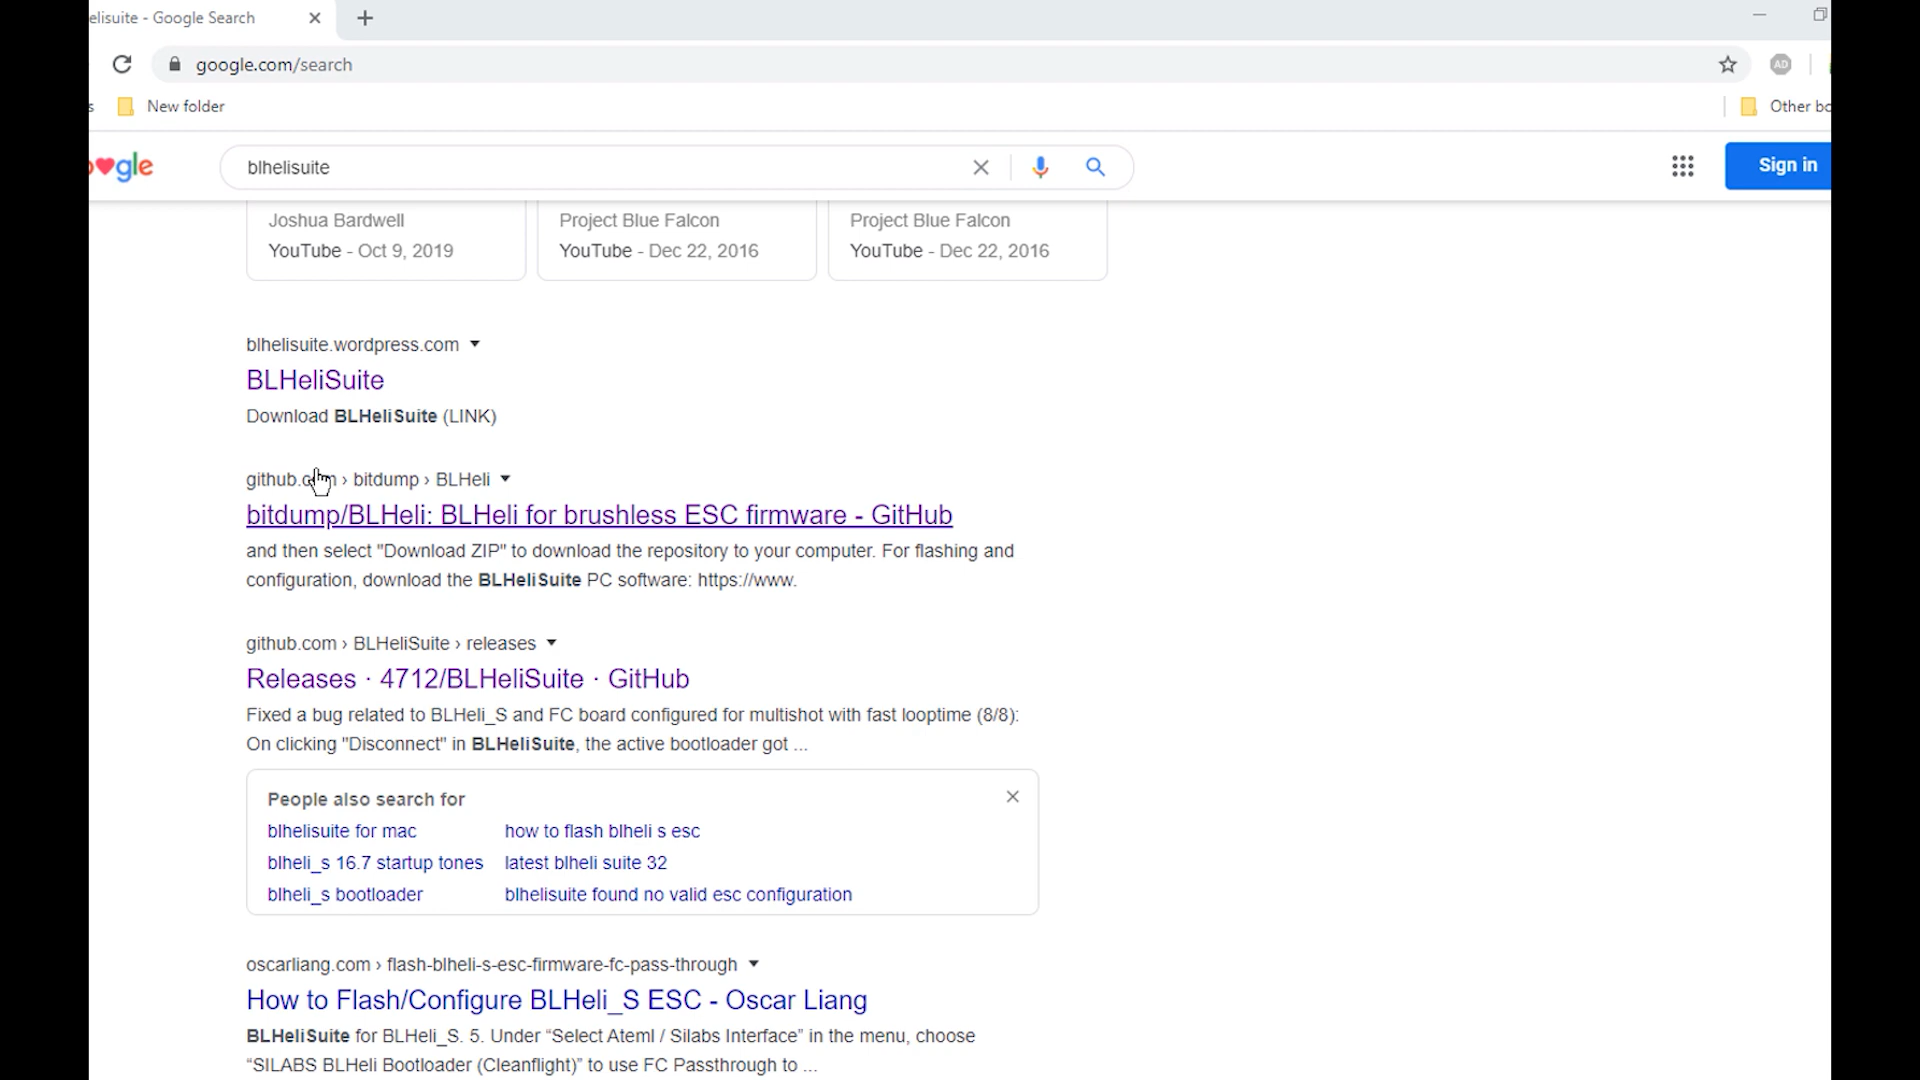 elisuite - Google Search
google.com/search
AD
s
New folder
Other bo
gle
blhelisuite
Sign in
Joshua Bardwell
YouTube - Oct 9, 2019
Project Blue Falcon
YouTube - Dec 22, 2016
Project Blue Falcon
YouTube - Dec 22, 2016
blhelisuite.wordpress.com
BLHeliSuite
Download BLHeliSuite (LINK)
github.com › bitdump › BLHeli
bitdump/BLHeli: BLHeli for brushless ESC firmware - GitHub
and then select "Download ZIP" to download the repository to your computer. For flashing and
configuration, download the BLHeliSuite PC software: https://www.
github.com › BLHeliSuite › releases
Releases · 4712/BLHeliSuite · GitHub
Fixed a bug related to BLHeli_S and FC board configured for multishot with fast looptime (8/8):
On clicking "Disconnect" in BLHeliSuite, the active bootloader got ...
People also search for
blhelisuite for mac
how to flash blheli s esc
blheli_s 16.7 startup tones
latest blheli suite 32
blheli_s bootloader
blhelisuite found no valid esc configuration
oscarliang.com › flash-blheli-s-esc-firmware-fc-pass-through
How to Flash/Configure BLHeli_S ESC - Oscar Liang
BLHeliSuite for BLHeli_S. 5. Under “Select Ateml / Silabs Interface” in the menu, choose
“SILABS BLHeli Bootloader (Cleanflight)” to use FC Passthrough to ...